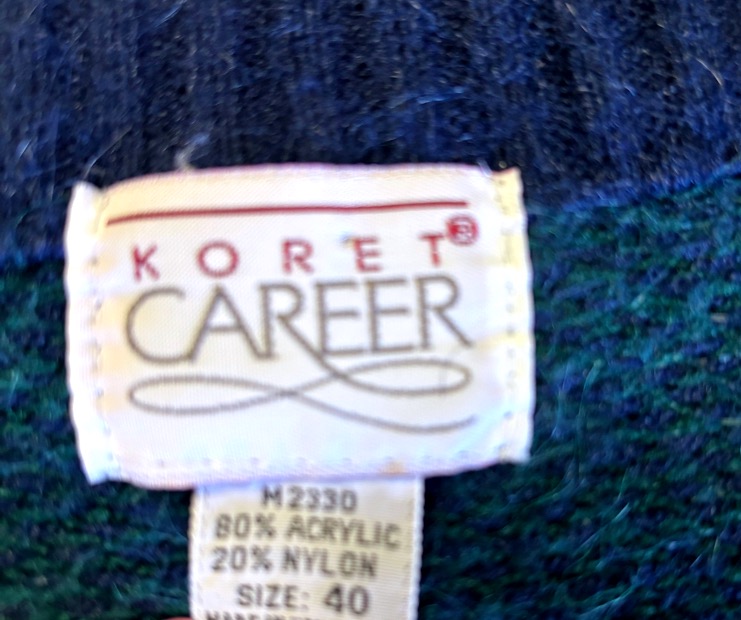 KORET®
CAREER
M2330
80% ACRYLIC
20% NYLON
SIZE: 40